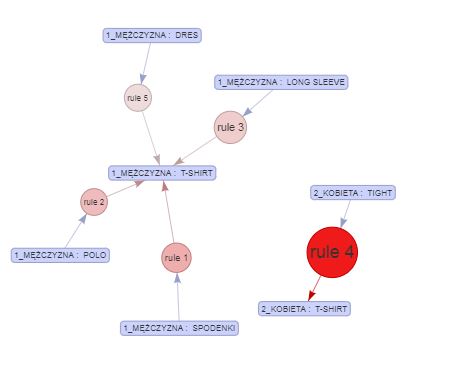 1_MĘŻCZYZNA : DRES
rule 5
1_MĘŻCZYZNA : LONG SLEEVE
rule 3
1_MĘŻCZYZNA : T-SHIRT
rule 2
1_MĘŻCZYZNA : POLO
rule 1
1_MĘŻCZYZNA : SPODENKI
2_KOBIETA : TIGHT
rule 4
2_KOBIETA : T-SHIRT